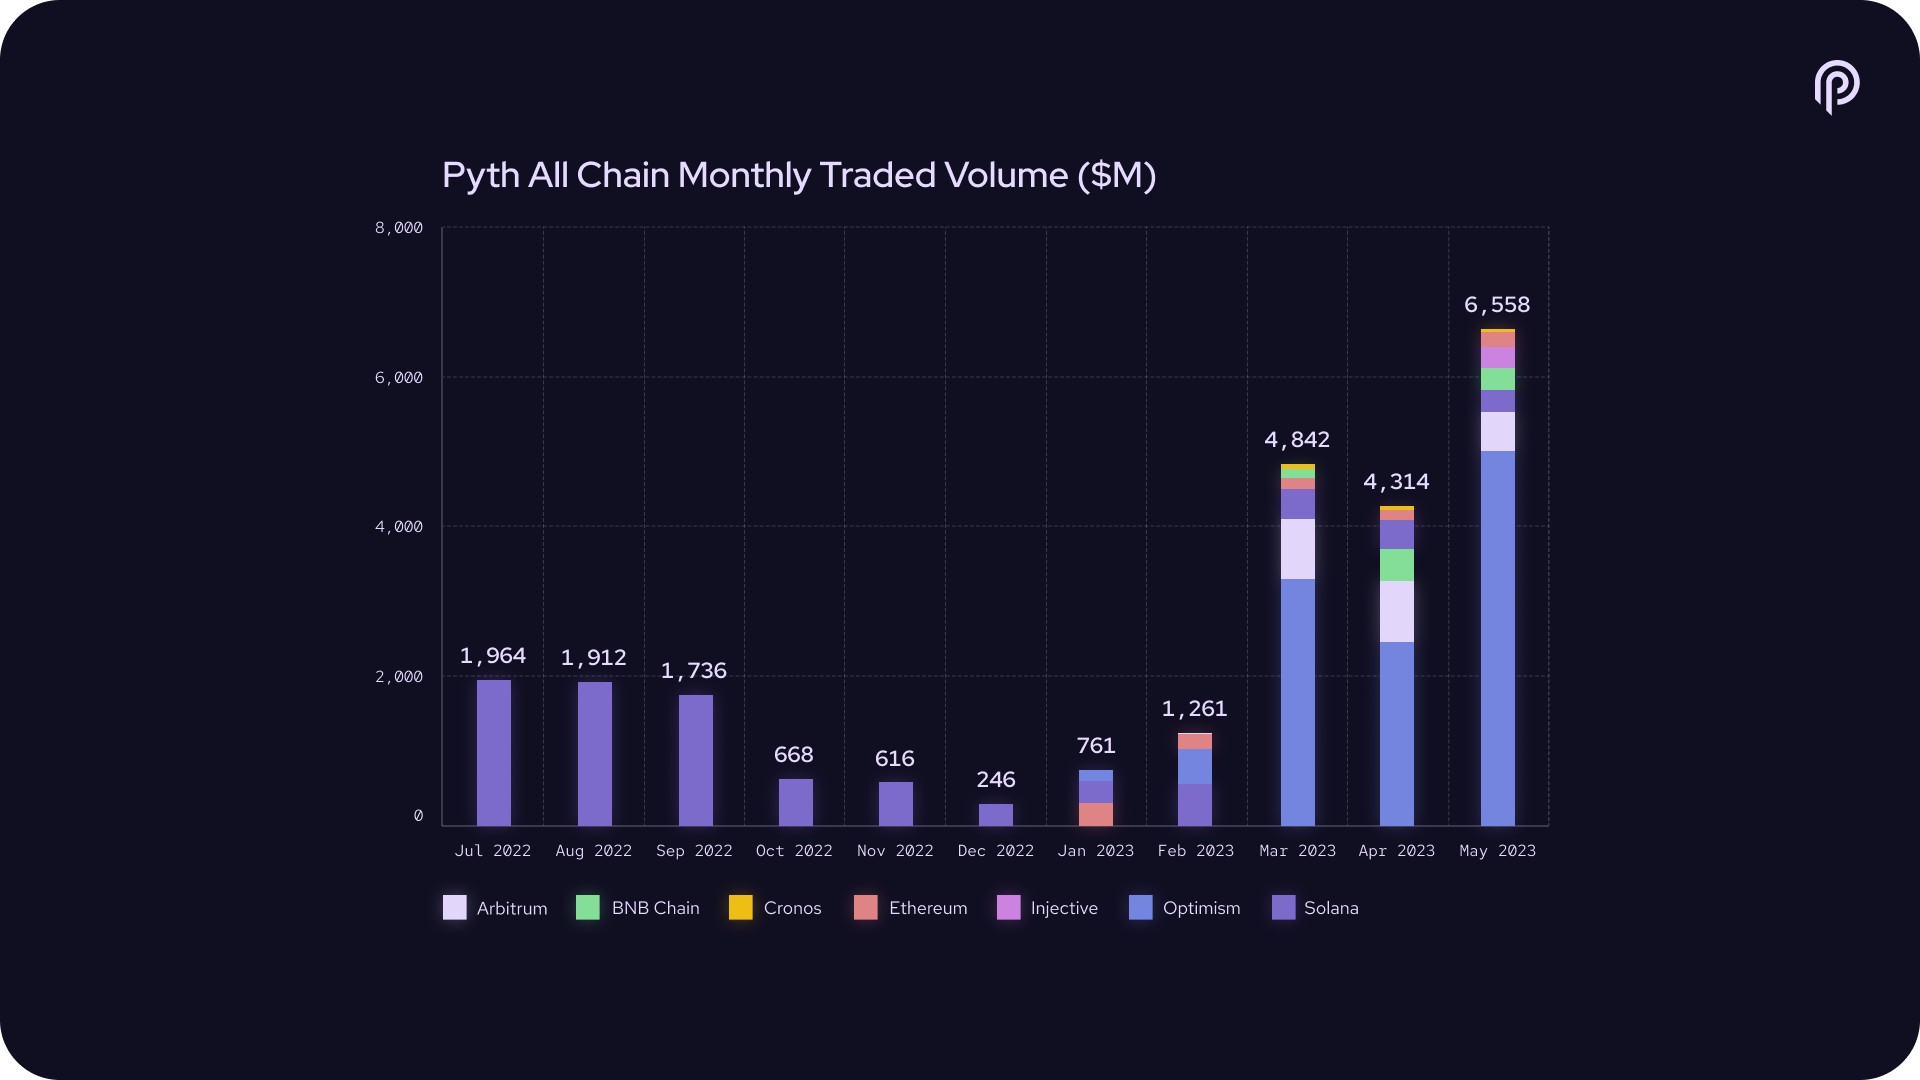 Pyth All Chain Monthly Traded Volume ($M)
8,000
6,558
6,000
4,842
4,314
4,000
1,964 1,912 1,736
2,000
1,261
761
668 616 246
0
Jul 2022 Aug 2022 Sep 2022 Oct 2022 Nov 2022 Dec 2022 Jan 2023 Feb 2023 Mar 2023 Apr 2023 May 2023
Arbitrum BNB Chain Cronos Ethereum Injective Optimism Solana